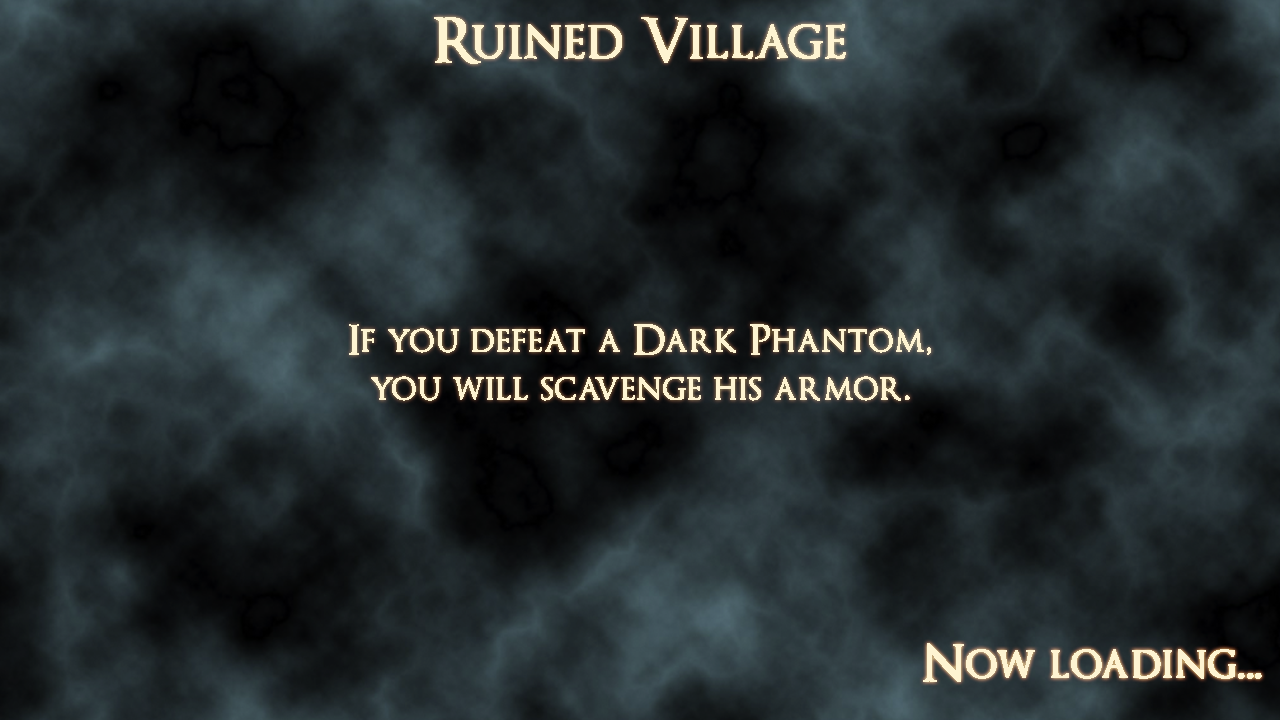 Ruined Village
If you defeat a Dark Phantom,
you will scavenge his armor.
Now loading...